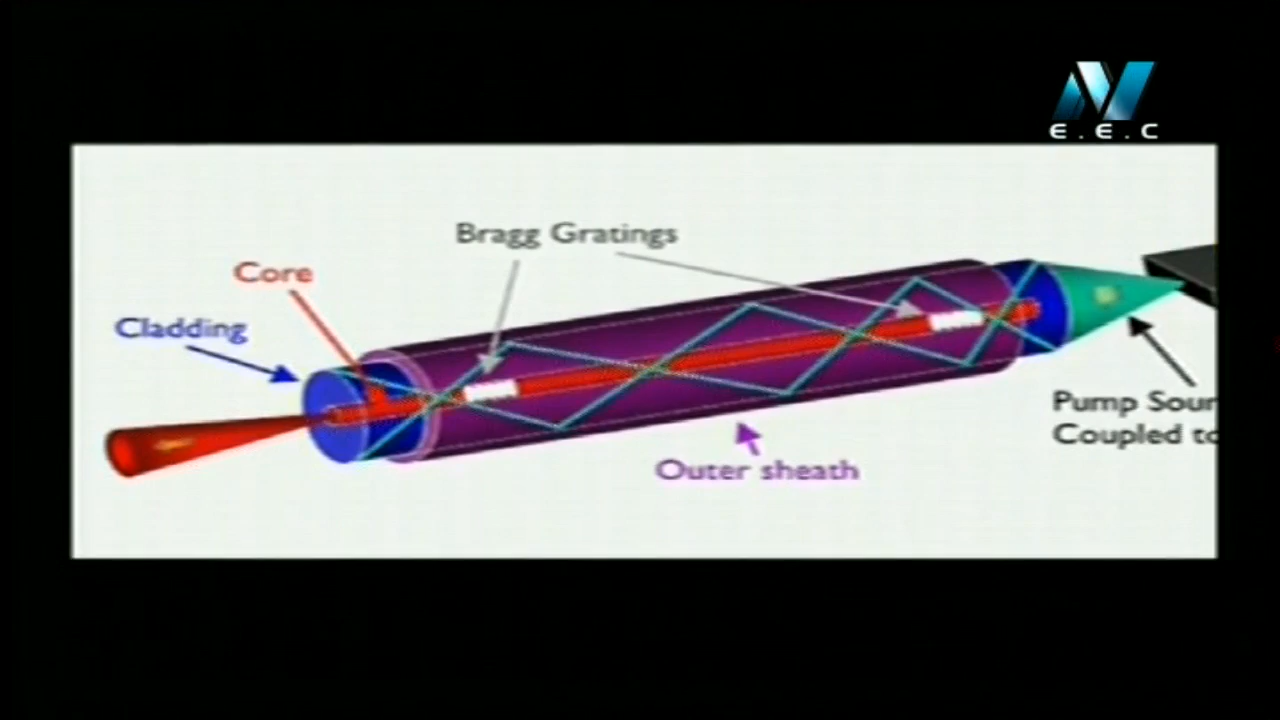 E.E.C
Bragg Gratings
Core
Cladding
Pump Sour
Coupled to
Outer sheath